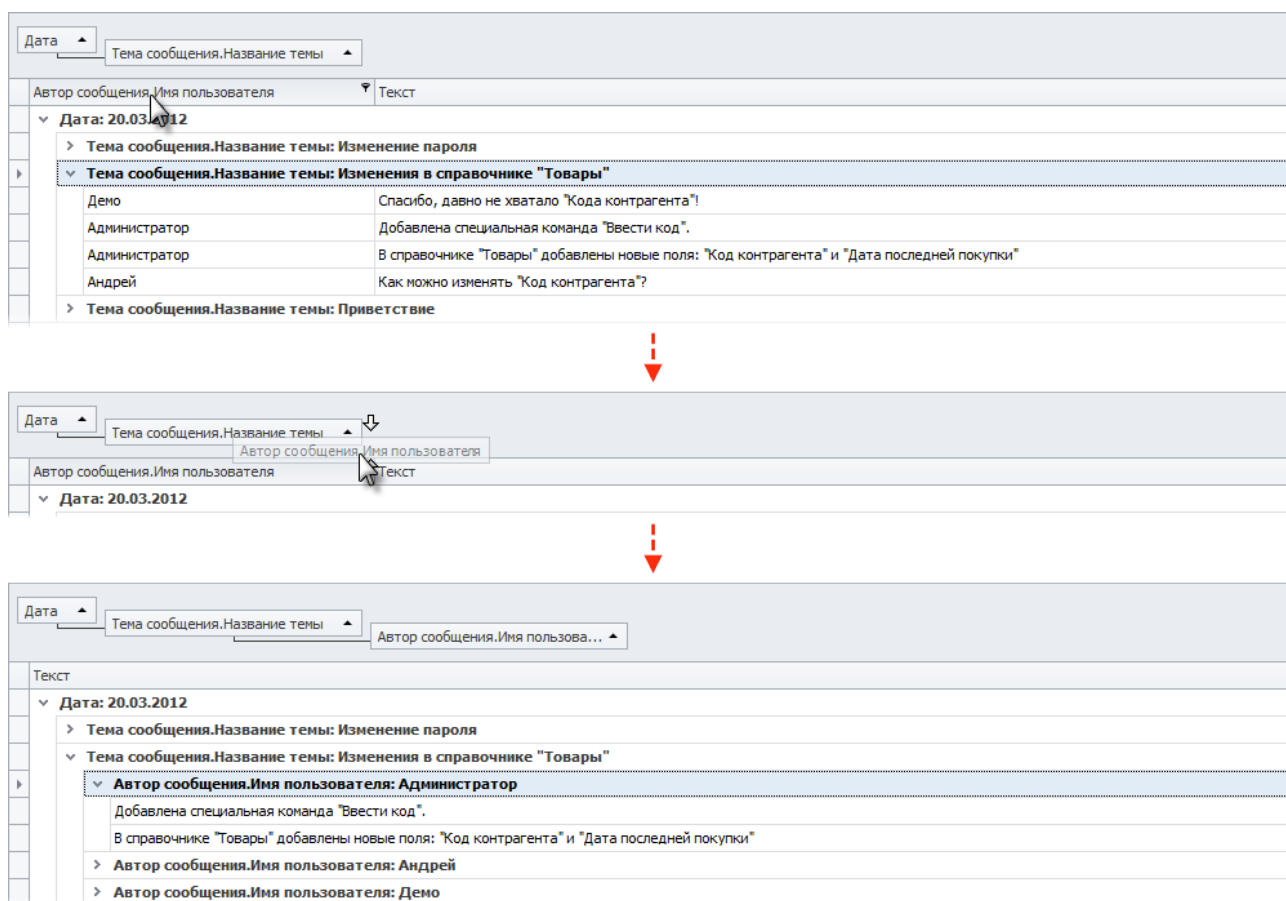 Дата
Тема сообщения.Название темы
Автор сообщения.Имя пользователя Текст
Дата: 20.03.2012
Тема сообщения.Название темы: Изменение пароля
Тема сообщения.Название темы: Изменения в справочнике "Товары"
Демо Спасибо, давно не хватало "Кода контрагента"!
Администратор Добавлена специальная команда "Ввести код".
Администратор В справочнике "Товары" добавлены новые поля: "Код контрагента" и "Дата последней покупки"
Андрей Как можно изменять "Код контрагента"?
Тема сообщения.Название темы: Приветствие
Дата
Тема сообщения.Название темы
Автор сообщения.Имя пользователя
Автор сообщения.Имя пользователя Текст
Дата: 20.03.2012
Дата
Тема сообщения.Название темы
Автор сообщения.Имя пользова...
Текст
Дата: 20.03.2012
Тема сообщения.Название темы: Изменение пароля
Тема сообщения.Название темы: Изменения в справочнике "Товары"
Автор сообщения.Имя пользователя: Администратор
Добавлена специальная команда "Ввести код".
В справочнике "Товары" добавлены новые поля: "Код контрагента" и "Дата последней покупки"
Автор сообщения.Имя пользователя: Андрей
Автор сообщения.Имя пользователя: Демо